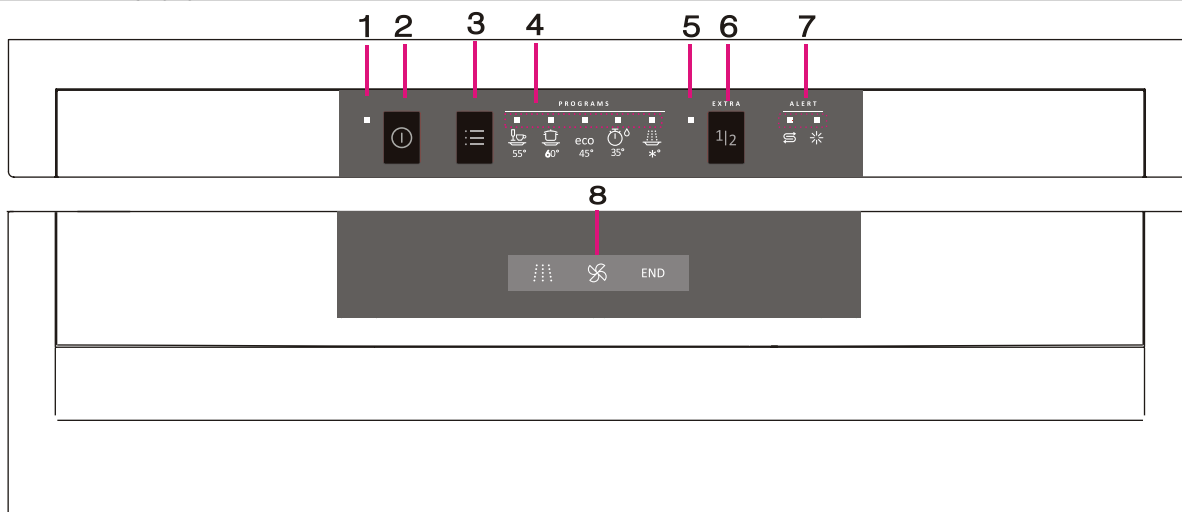 1 2 3 4 5 6 7
PROGRAMS EXTRA ALERT
1|2
eco
55° 60° 45° 35° *°
8
END